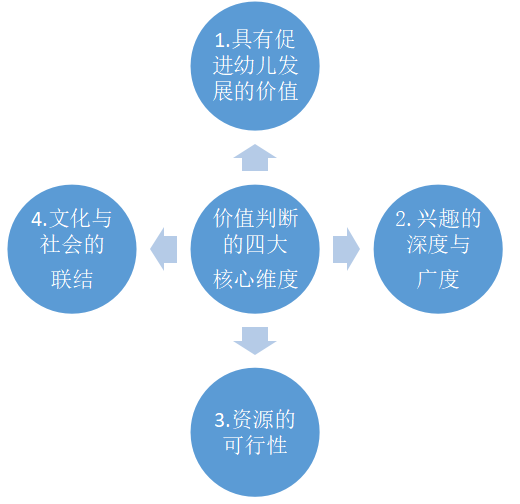 1.具有促
进幼儿发
展的价值
4.文化与
社会的
联结
价值判断
的四大
核心维度
2.兴趣的
深度与
广度
3.资源的
可行性